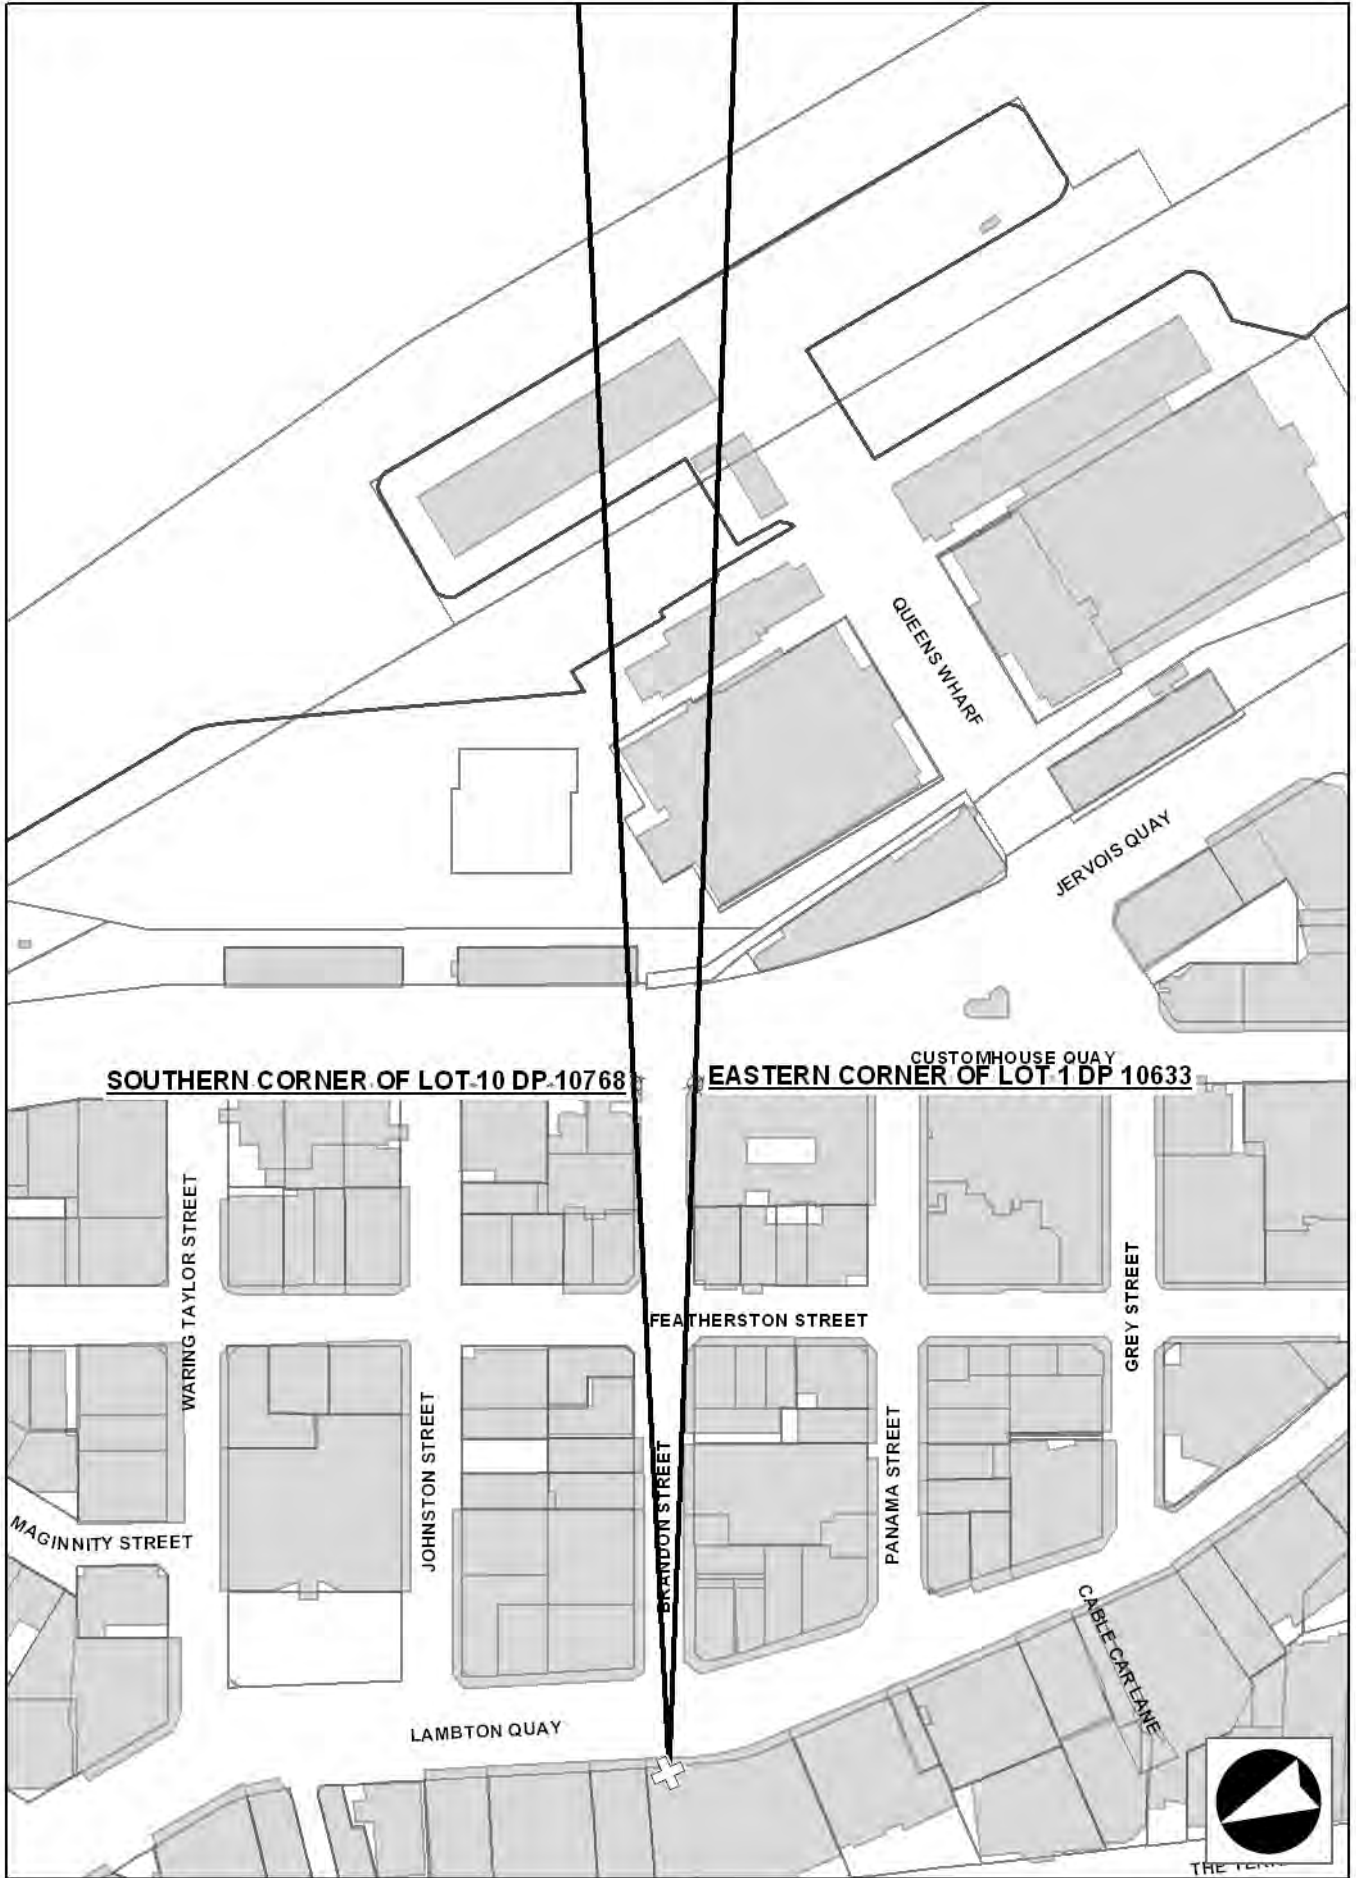 QUEENS WHARF
JERVOIS QUAY
CUSTOMHOUSE QUAY
SOUTHERN CORNER OF LOT 10 DP 10768
EASTERN CORNER OF LOT 1 DP 10633
WARING TAYLOR STREET
GREY STREET
FEATHERSTON STREET
JOHNSTON STREET
BRANDON STREET
PANAMA STREET
MAGINNITY STREET
CABLE CAR LANE
LAMBTON QUAY
THE